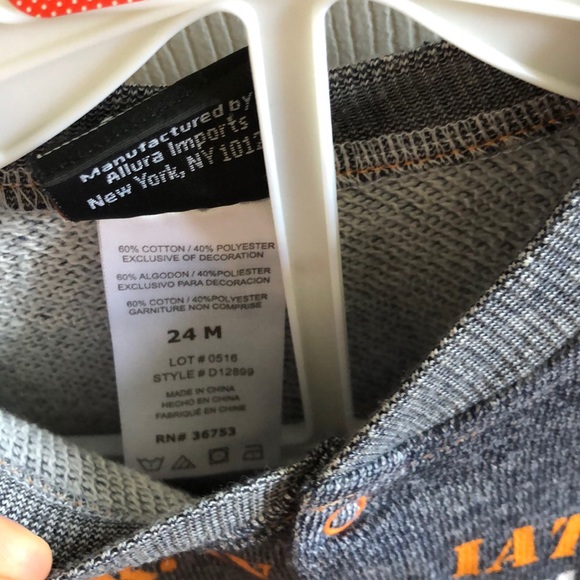 Manufactured by
Allura Imports
New York, NY
60% COTTON / 40% POLYESTER
EXCLUSIVE OF DECORATION
60% ALGODON / 40%POLIESTER
EXCLUSIVO PARA DECORACION
60% COTON / 40%POLYESTER
GARNITURE NON COMPRISE
24 M
LOT # 0516
STYLE # D12899
MADE IN CHINA
HECHO EN CHINA
FABRIQUÉ EN CHINE
RN# 36753
IAT